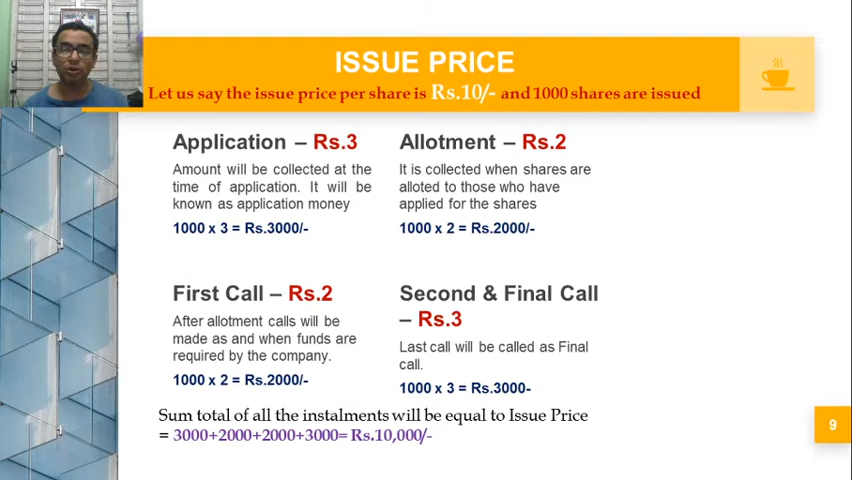 ISSUE PRICE
Let us say the issue price per share is Rs.10/- and 1000 shares are issued
Application – Rs.3
Amount will be collected at the
time of application. It will be
known as application money
1000 x 3 = Rs.3000/-
Allotment – Rs.2
It is collected when shares are
alloted to those who have
applied for the shares
1000 x 2 = Rs.2000/-
First Call – Rs.2
After allotment calls will be
made as and when funds are
required by the company.
1000 x 2 = Rs.2000/-
Second & Final Call
– Rs.3
Last call will be called as Final
call.
1000 x 3 = Rs.3000-
Sum total of all the instalments will be equal to Issue Price
= 3000+2000+2000+3000= Rs.10,000/-
9